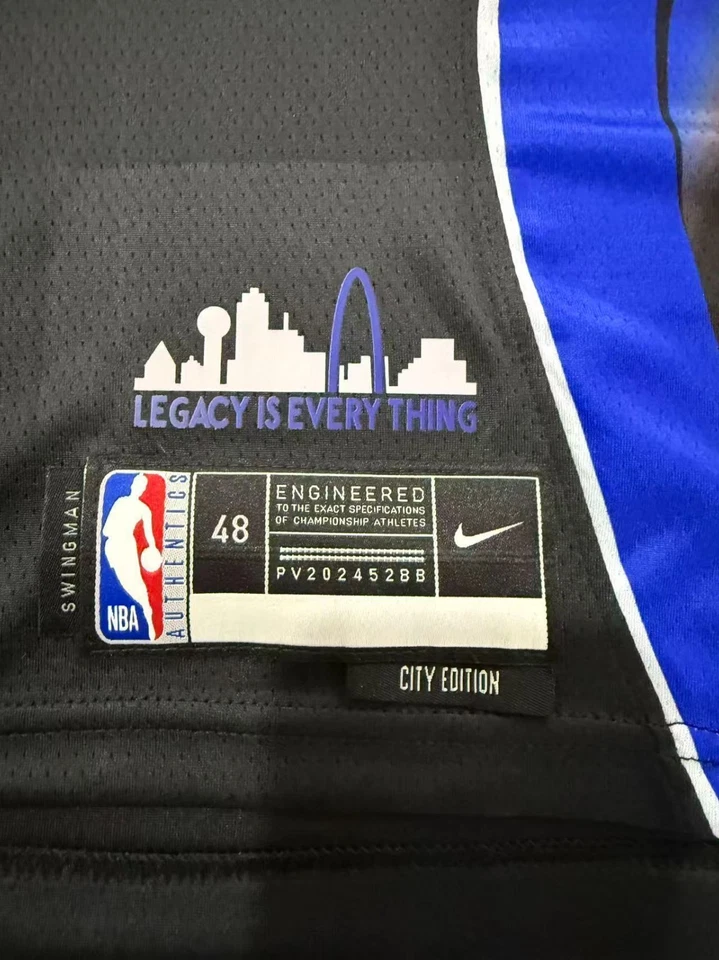 LEGACY IS EVERY THING
SWINGMAN
NBA
AUTHENTICS
48
ENGINEERED
TO THE EXACT SPECIFICATIONS
OF CHAMPIONSHIP ATHLETES
PV202452BB
CITY EDITION